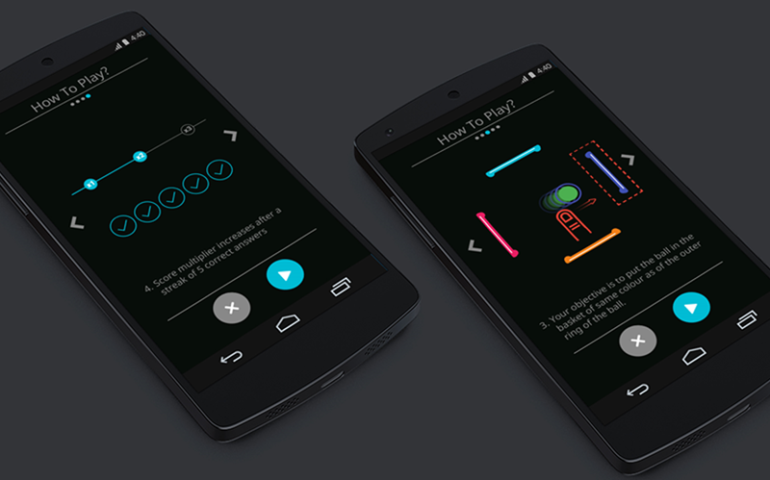 4:40
How To Play?
x1
x2
x3
4. Score multiplier increases after a
streak of 5 correct answers
4:40
How To Play?
3. Your objective is to put the ball in the
basket of same colour as of the outer
ring of the ball.